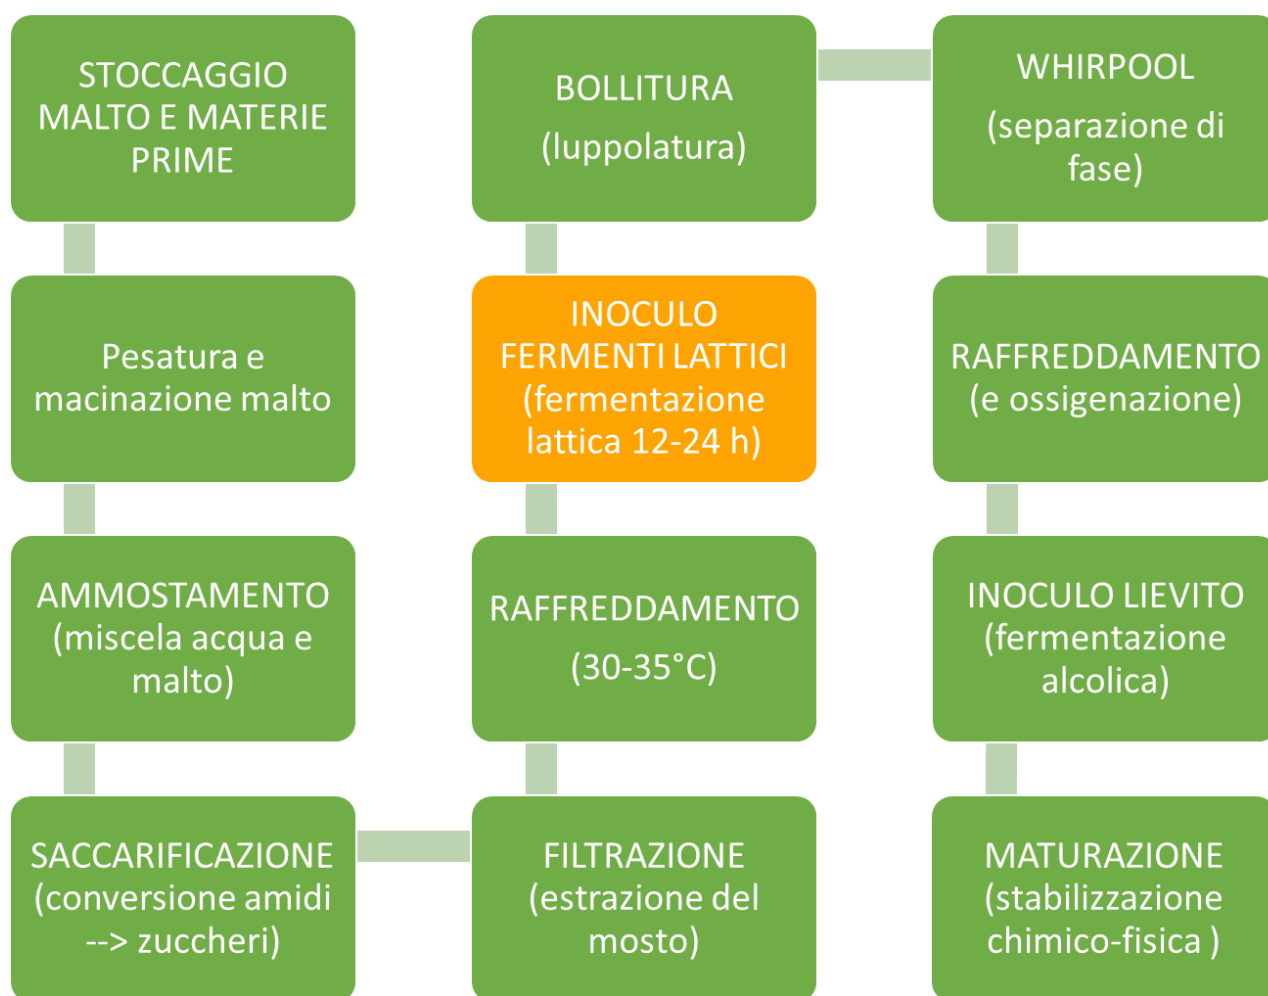 STOCCAGGIO
MALTO E MATERIE
PRIME
Pesatura e
macinazione malto
AMMOSTAMENTO
(miscela acqua e
malto)
SACCARIFICAZIONE
(conversione amidi
--> zuccheri)
FILTRAZIONE
(estrazione del
mosto)
RAFFREDDAMENTO
(30-35°C)
INOCULO
FERMENTI LATTICI
(fermentazione
lattica 12-24 h)
BOLLITURA
(luppolatura)
WHIRPOOL
(separazione di
fase)
RAFFREDDAMENTO
(e ossigenazione)
INOCULO LIEVITO
(fermentazione
alcolica)
MATURAZIONE
(stabilizzazione
chimico-fisica )